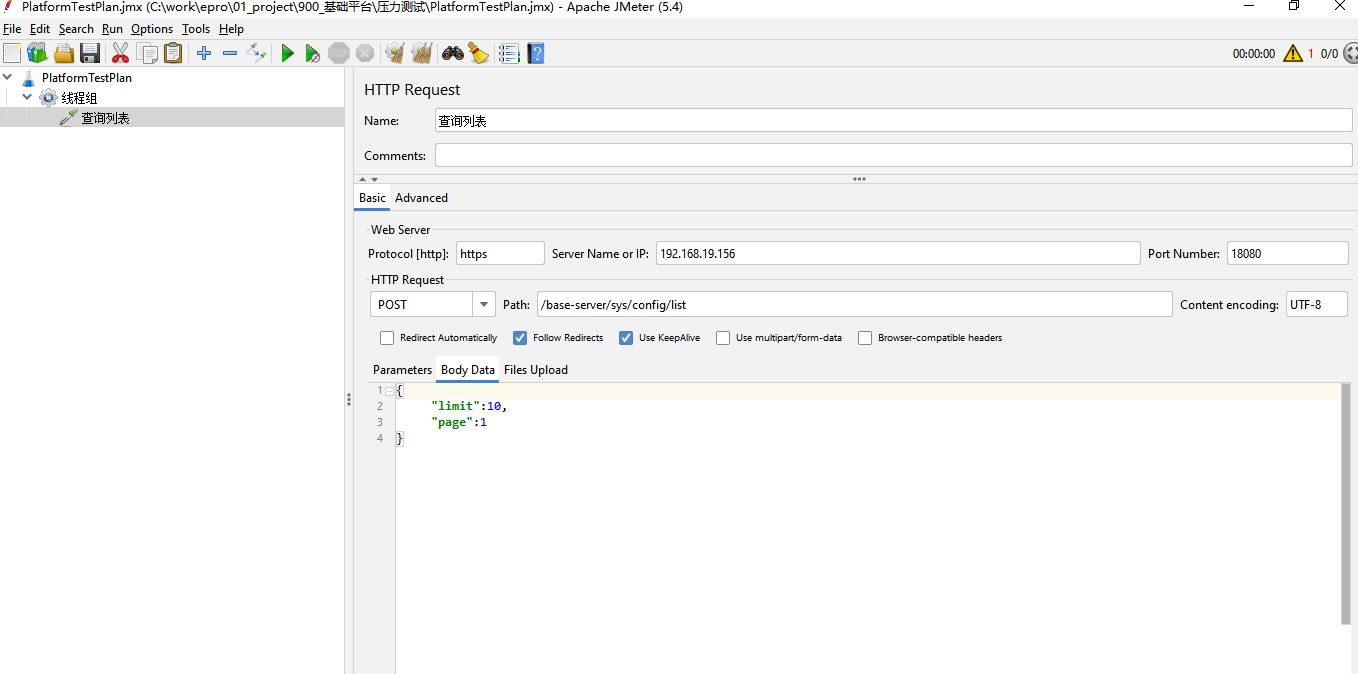 PlatformTestPlan.jmx (C:\work\epro\01_project\900_基础平台\压力测试\PlatformTestPlan.jmx) - Apache JMeter (5.4)
File Edit Search Run Options Tools Help
STOP 00:00:00 1 0/0
PlatformTestPlan
线程组
查询列表
HTTP Request
Name: 查询列表
Comments:
Basic Advanced
Web Server
Protocol [http]: https Server Name or IP: 192.168.19.156 Port Number: 18080
HTTP Request
POST Path: /base-server/sys/config/list Content encoding: UTF-8
Redirect Automatically Follow Redirects Use KeepAlive Use multipart/form-data Browser-compatible headers
Parameters Body Data Files Upload
1 {
2 "limit":10,
3 "page":1
4 }